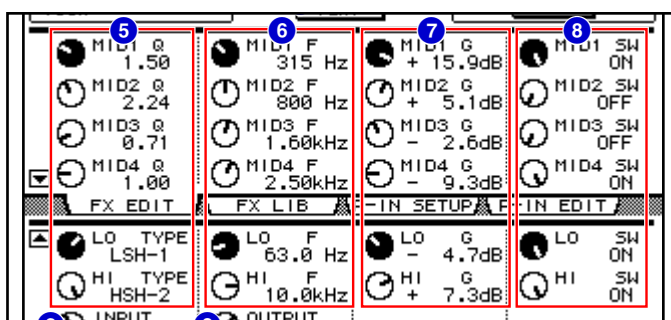 5 6 7 8
MID1 Q MID1 F MID1 G MID1 SW
1.50 315 Hz + 15.9dB ON
MID2 Q MID2 F MID2 G MID2 SW
2.24 800 Hz + 5.1dB OFF
MID3 Q MID3 F MID3 G MID3 SW
0.71 1.60kHz - 2.6dB OFF
MID4 Q MID4 F MID4 G MID4 SW
1.00 2.50kHz - 9.3dB ON
FX EDIT FX LIB -IN SETUP -IN EDIT
LO TYPE LO F LO G LO SW
LSH-1 63.0 Hz - 4.7dB ON
HI TYPE HI F HI G HI SW
HSH-2 10.0kHz + 7.3dB ON
INPUT OUTPUT